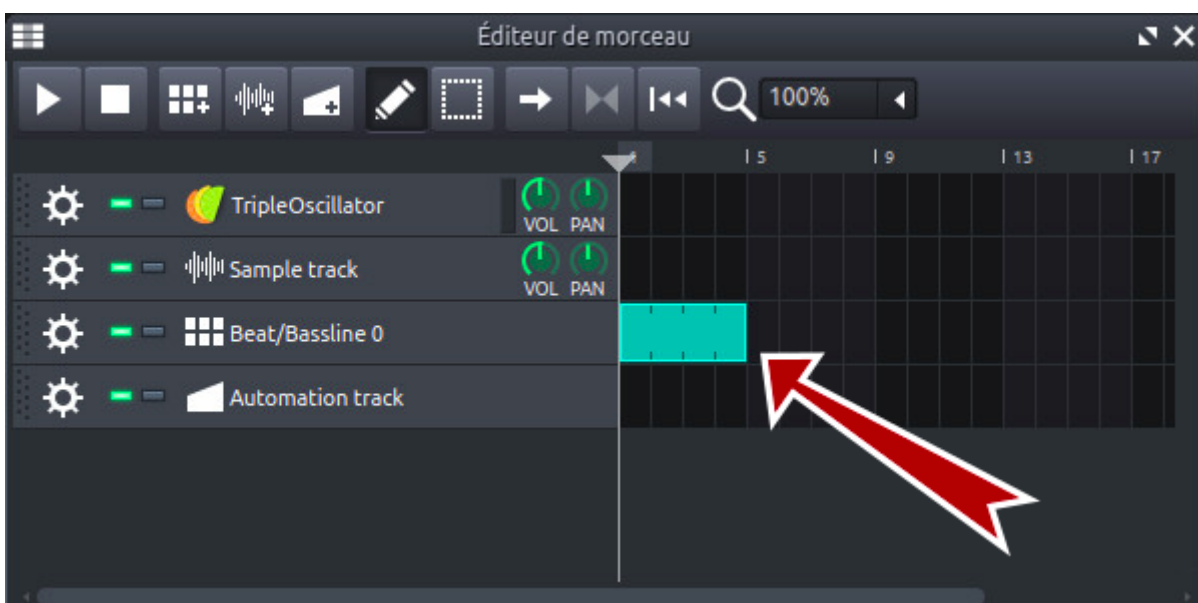 Éditeur de morceau
100%
5 9 13 17
TripleOscillator VOL PAN
Sample track VOL PAN
Beat/Bassline 0
Automation track